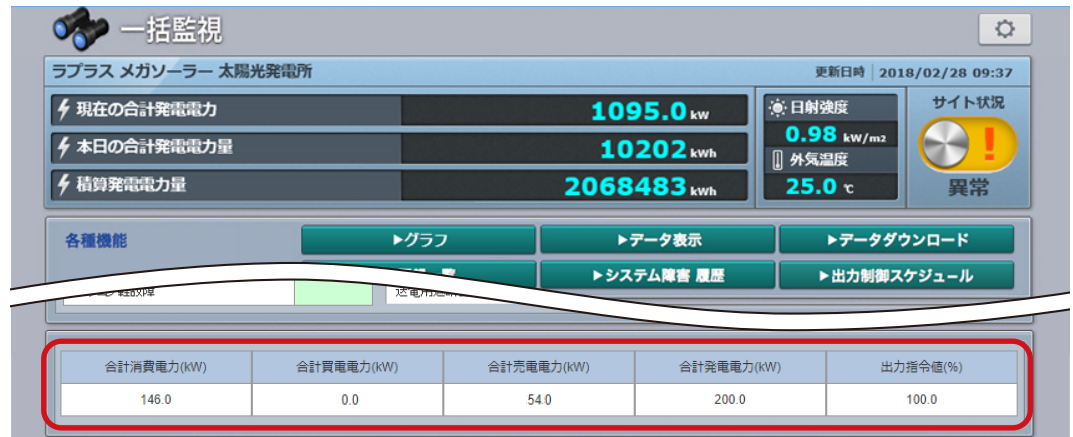 一括監視
ラプラス メガソーラー 太陽光発電所
更新日時 2018/02/28 09:37
現在の合計発電電力 1095.0 kW
本日の合計発電電力量 10202 kWh
積算発電電力量 2068483 kWh
日射強度
0.98 kW/m2
外気温度
25.0 ℃
サイト状況
!
異常
各種機能
▶グラフ ▶データ表示 ▶データダウンロード
▶システム障害 履歴 ▶出力制御スケジュール
合計消費電力(kW) 合計買電電力(kW) 合計売電電力(kW) 合計発電電力(kW) 出力指令値(%)
146.0 0.0 54.0 200.0 100.0